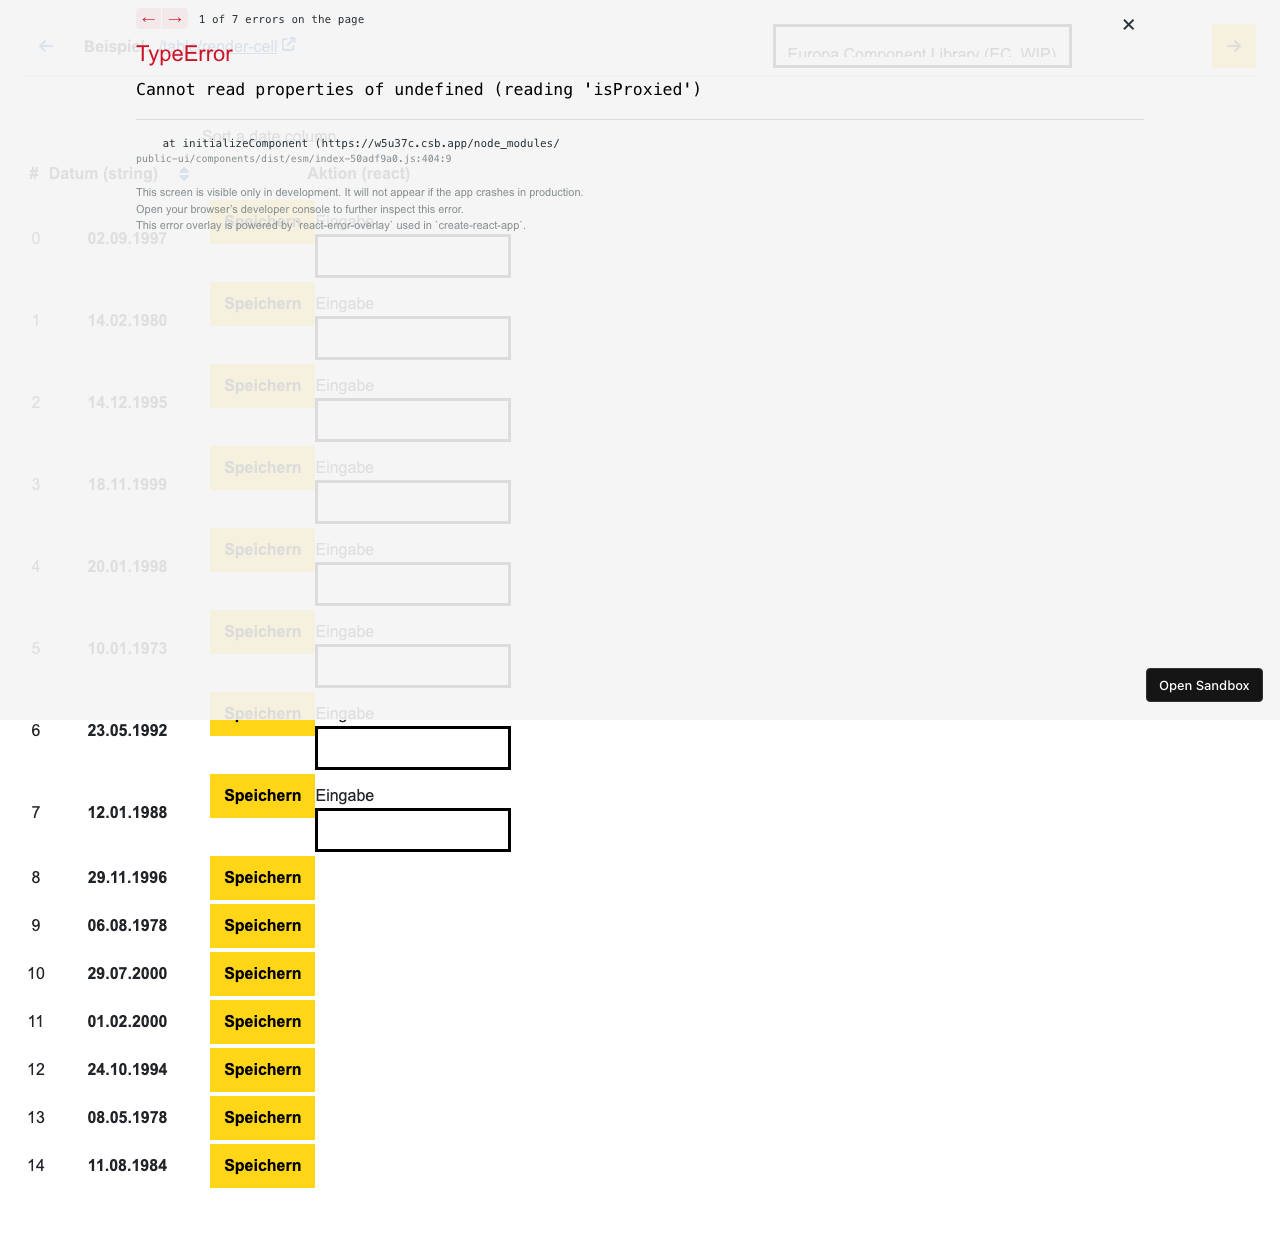 ← → 1 of 7 errors on the page
Beispiel /table/render-cell
Europa Component Library (EC, WIP)
TypeError
Cannot read properties of undefined (reading 'isProxied')
Sort a date column
at initializeComponent (https://w5u37c.csb.app/node_modules/
public-ui/components/dist/esm/index-50adf9a0.js:404:9
# Datum (string) Aktion (react)
This screen is visible only in development. It will not appear if the app crashes in production.
Open your browser's developer console to further inspect this error.
This error overlay is powered by `react-error-overlay` used in `create-react-app`.
0 02.09.1997 Speichern Eingabe
1 14.02.1980 Speichern Eingabe
2 14.12.1995 Speichern Eingabe
3 18.11.1999 Speichern Eingabe
4 20.01.1998 Speichern Eingabe
5 10.01.1973 Speichern Eingabe
Open Sandbox
6 23.05.1992 Speichern Eingabe
7 12.01.1988 Speichern Eingabe
8 29.11.1996 Speichern
9 06.08.1978 Speichern
10 29.07.2000 Speichern
11 01.02.2000 Speichern
12 24.10.1994 Speichern
13 08.05.1978 Speichern
14 11.08.1984 Speichern